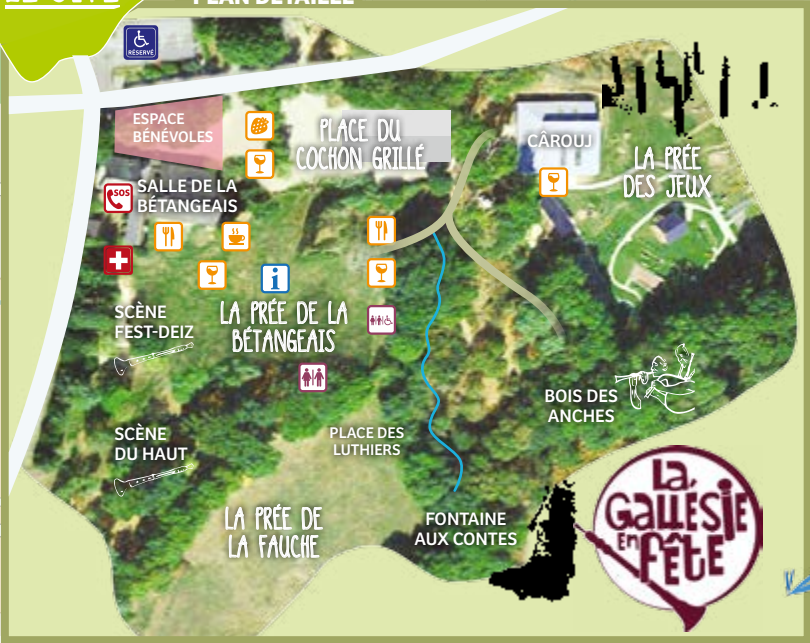 PLAN DÉTAILLÉ
RÉSERVÉ
ESPACE
BÉNÉVOLES
PLACE DU
COCHON GRILLÉ
CÂROUJ
LA PRÉE
DES JEUX
SOS
SALLE DE LA
BÉTANGEAIS
i
SCÈNE
FEST-DEIZ
LA PRÉE DE LA
BÉTANGEAIS
BOIS DES
ANCHES
SCÈNE
DU HAUT
PLACE DES
LUTHIERS
LA PRÉE DE
LA FAUCHE
FONTAINE
AUX CONTES
La
GALLÉSIE
En
FÊTE